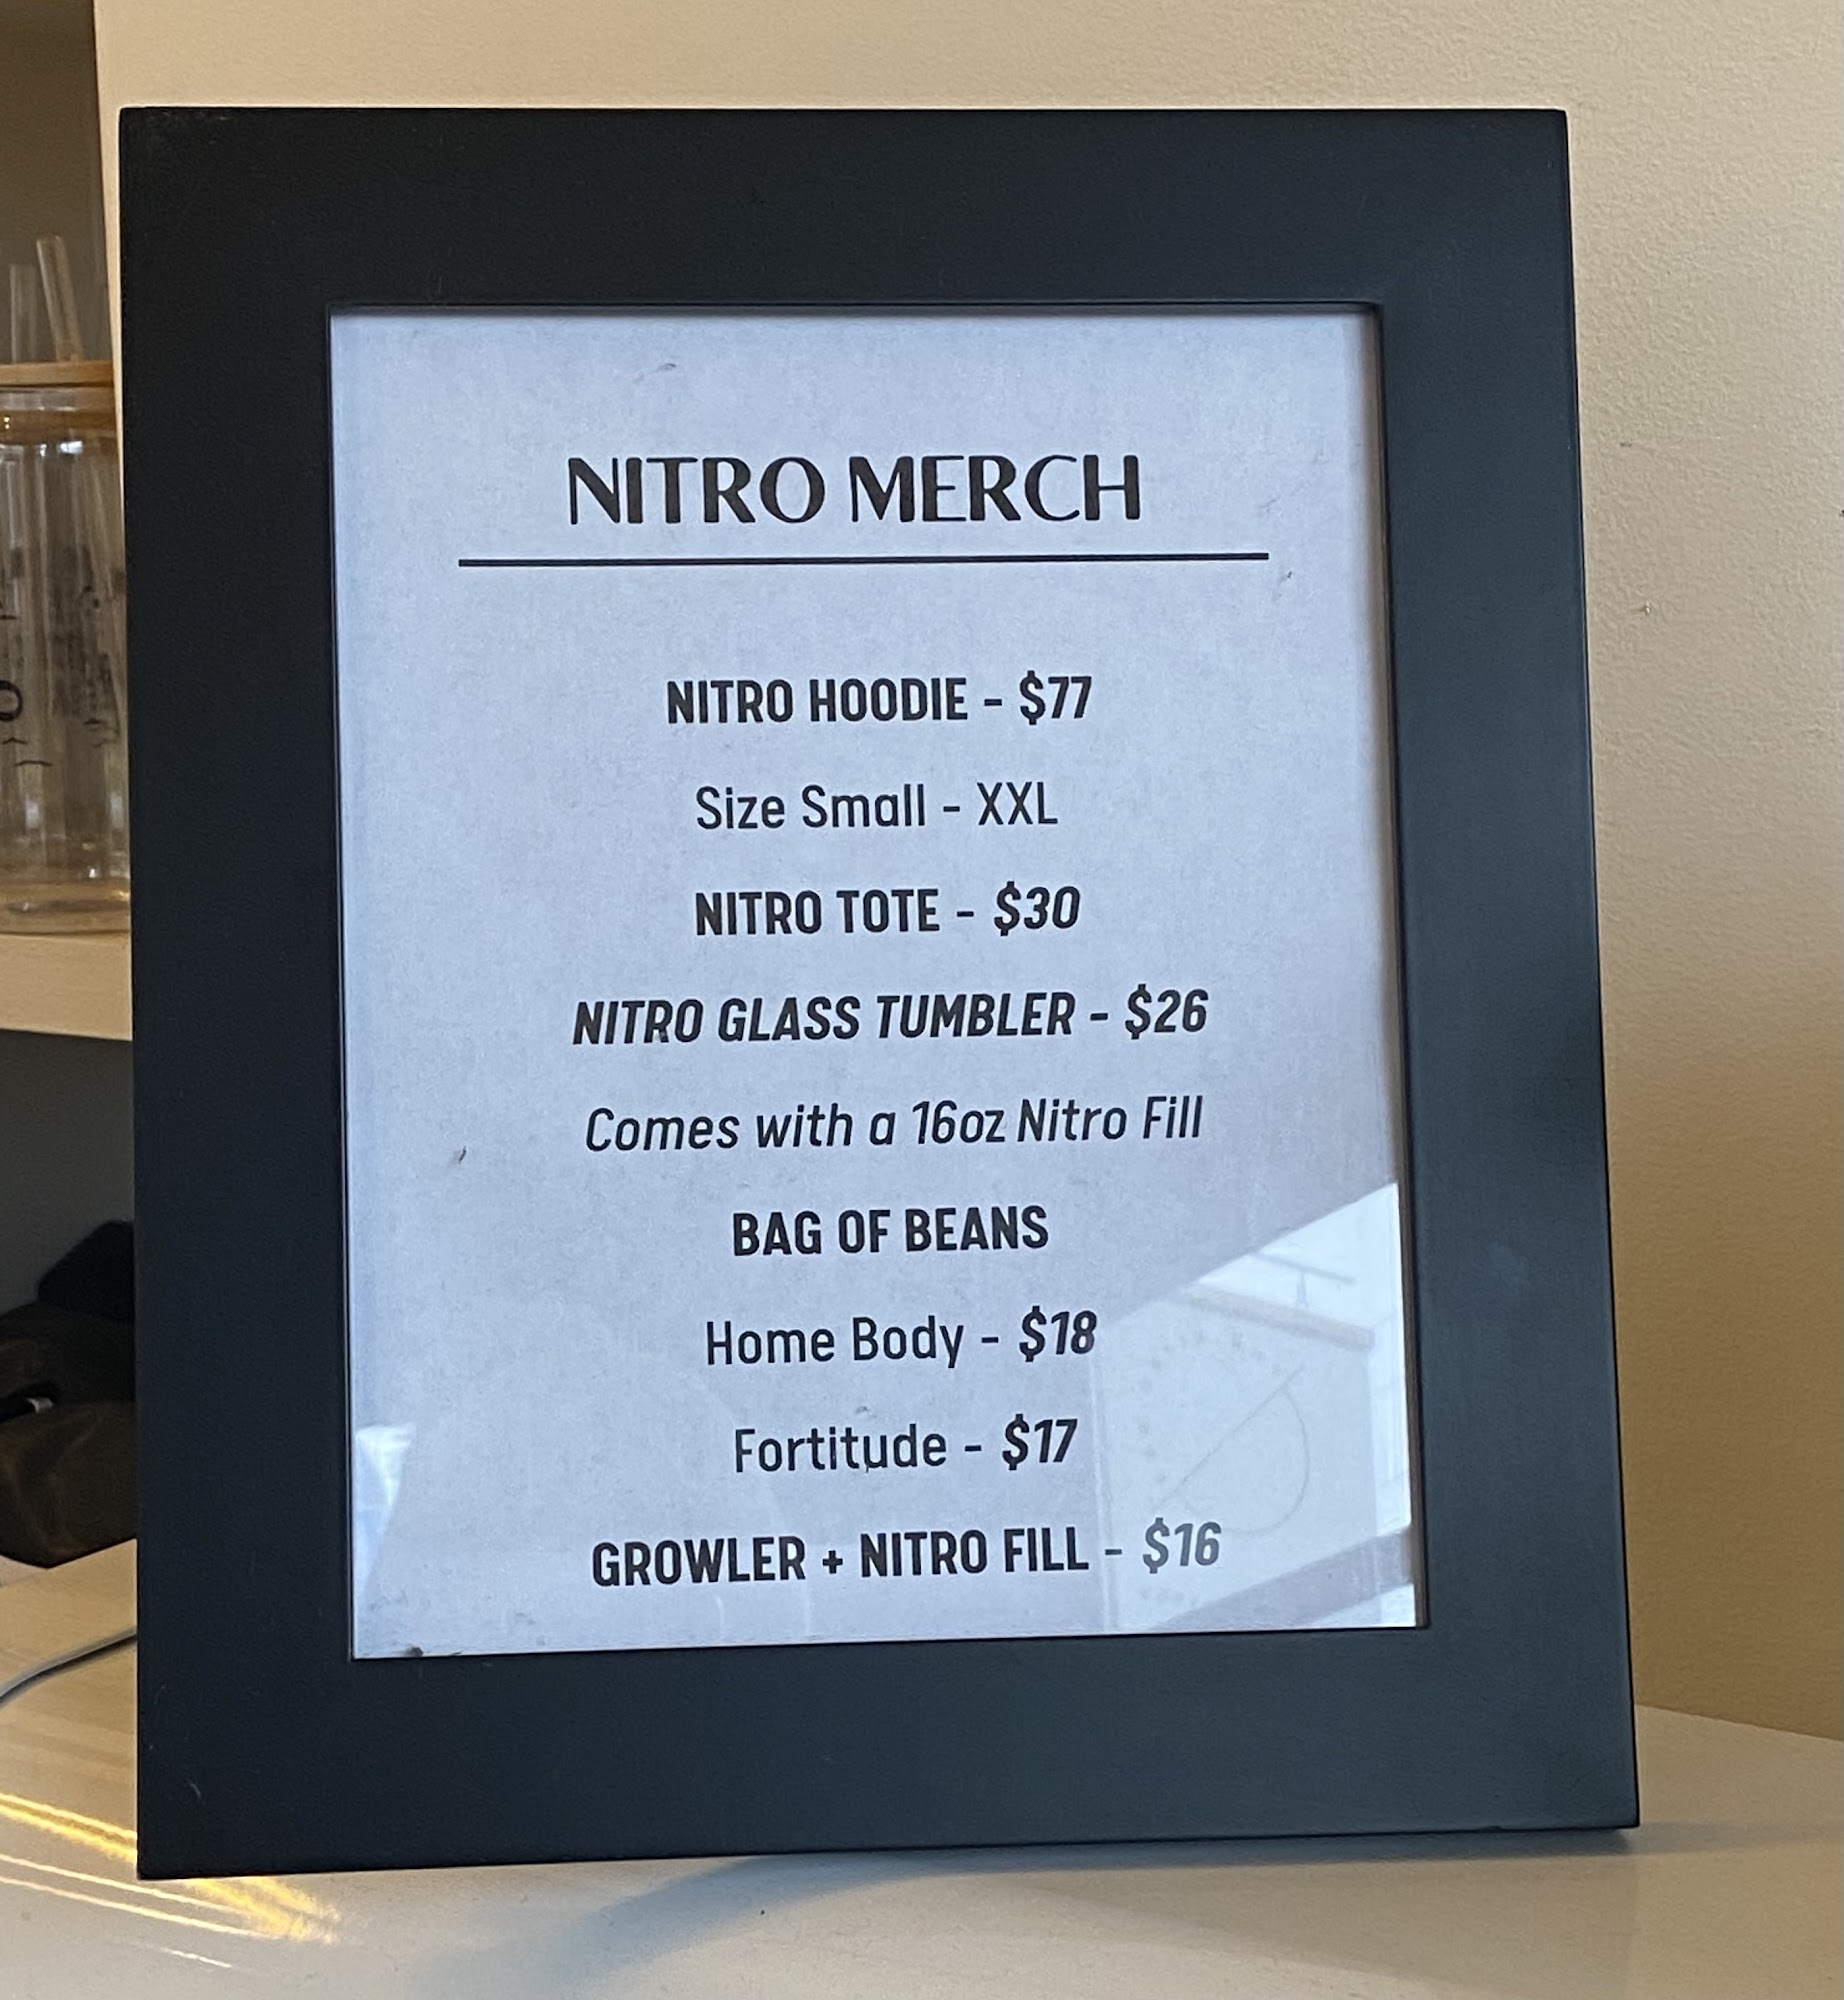 NITRO MERCH
NITRO HOODIE - $77
Size Small - XXL
NITRO TOTE - $30
NITRO GLASS TUMBLER - $26
Comes with a 16oz Nitro Fill
BAG OF BEANS
Home Body - $18
Fortitude - $17
GROWLER + NITRO FILL - $16